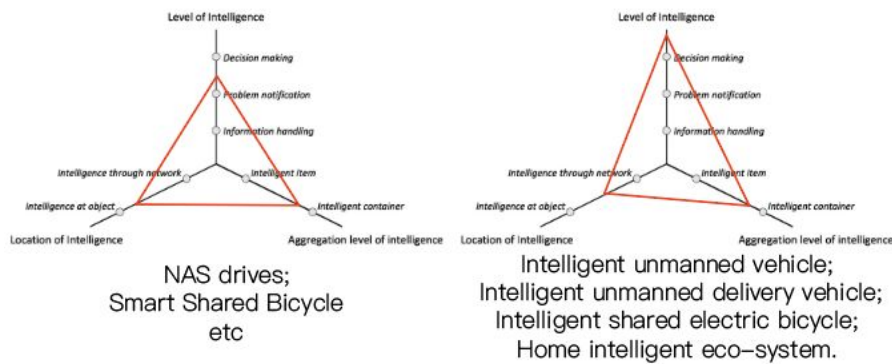 Level of Intelligence
Decision making
Problem notification
Information handling
Intelligence through network
Intelligent item
Intelligence at object
Intelligent container
Location of Intelligence
Aggregation level of intelligence
NAS drives;
Smart Shared Bicycle
etc
Level of Intelligence
Decision making
Problem notification
Information handling
Intelligence through network
Intelligent item
Intelligence at object
Intelligent container
Location of Intelligence
Aggregation level of intelligence
Intelligent unmanned vehicle;
Intelligent unmanned delivery vehicle;
Intelligent shared electric bicycle;
Home intelligent eco-system.